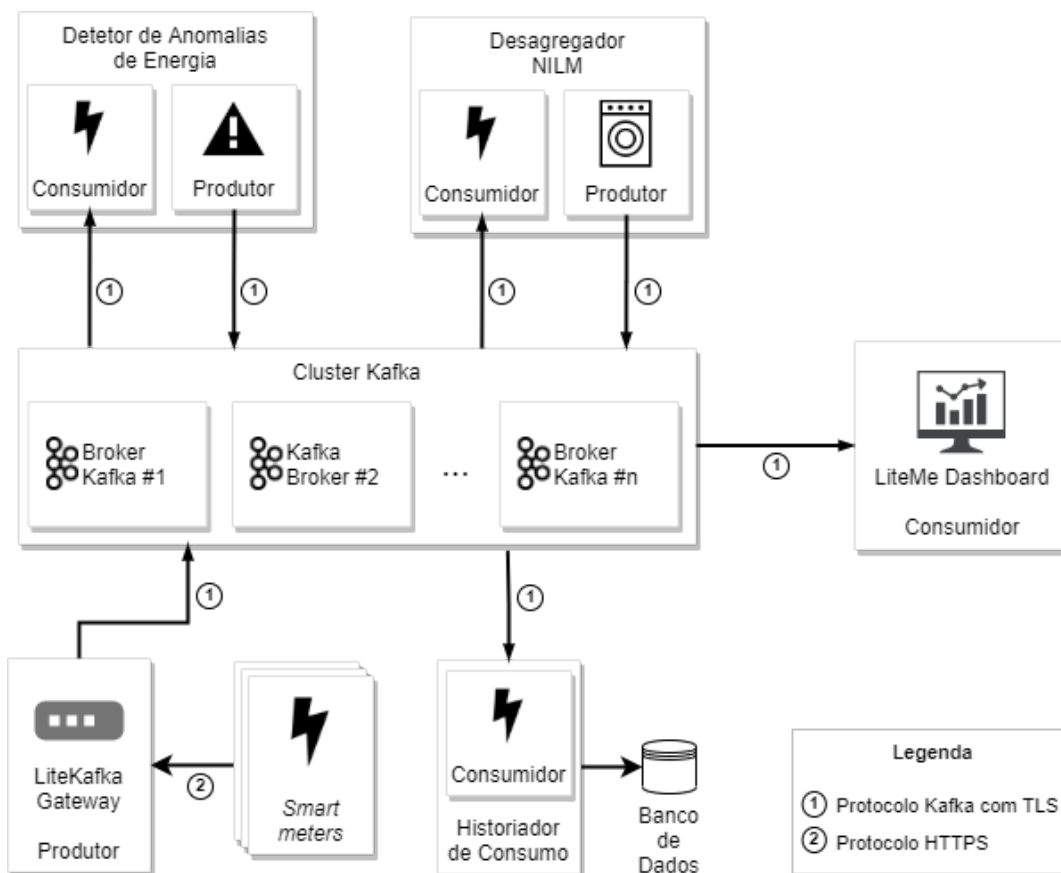 Detetor de Anomalias
de Energia
Consumidor
Produtor
Desagregador
NILM
Consumidor
Produtor
1
1
1
1
Cluster Kafka
Broker
Kafka #1
Kafka
Broker #2
...
Broker
Kafka #n
1
LiteMe Dashboard
Consumidor
1
1
LiteKafka
Gateway
Produtor
2
Smart
meters
Consumidor
Historiador
de Consumo
Banco
de
Dados
Legenda
1 Protocolo Kafka com TLS
2 Protocolo HTTPS